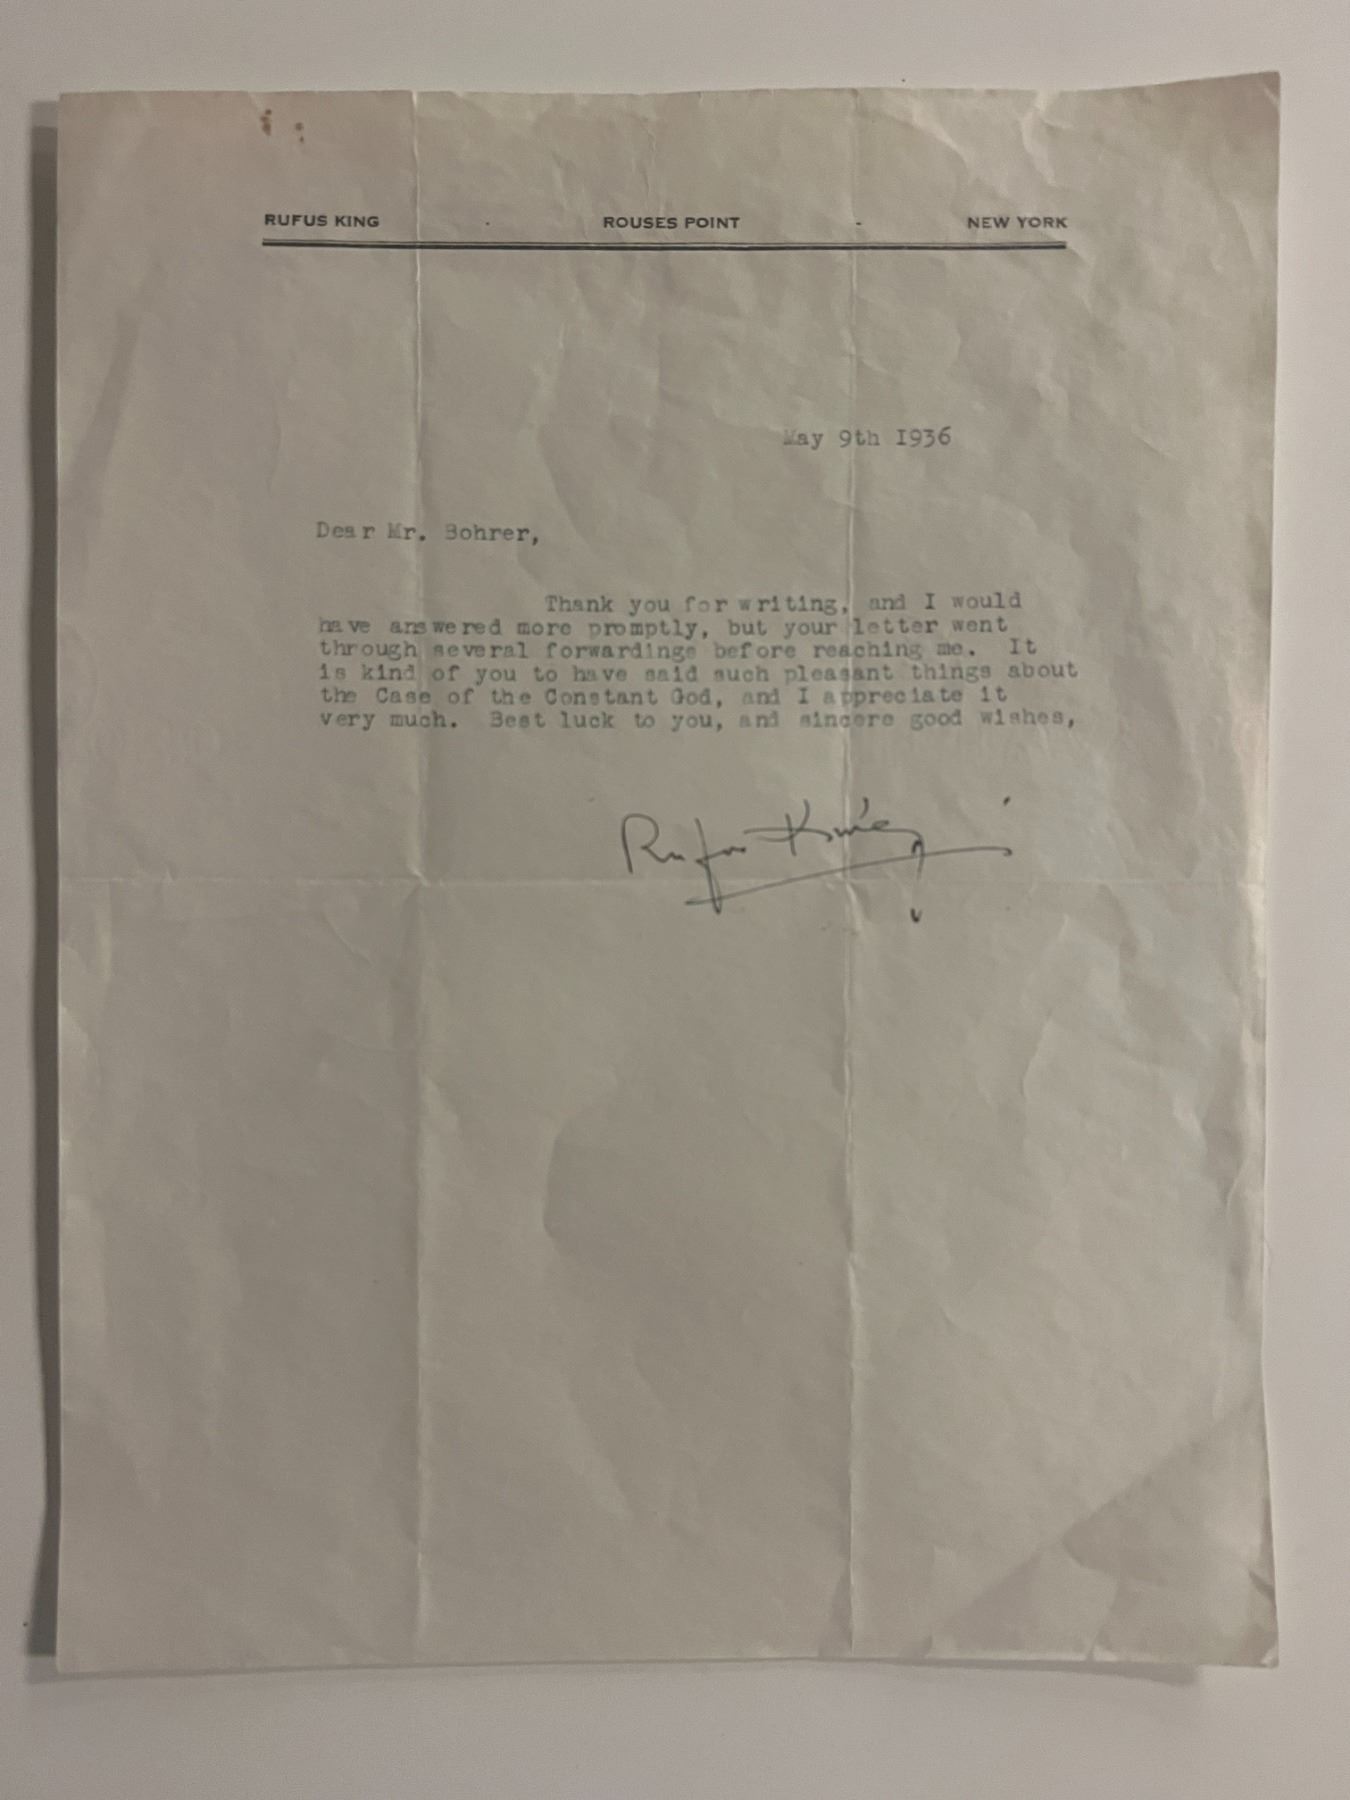 RUFUS KING · ROUSES POINT - NEW YORK
May 9th 1936
Dear Mr. Bohrer,
Thank you for writing, and I would
have answered more promptly, but your letter went
through several forwardings before reaching me. It
is kind of you to have said such pleasant things about
the Case of the Constant God, and I appreciate it
very much. Best luck to you, and sincere good wishes,
Rufus King